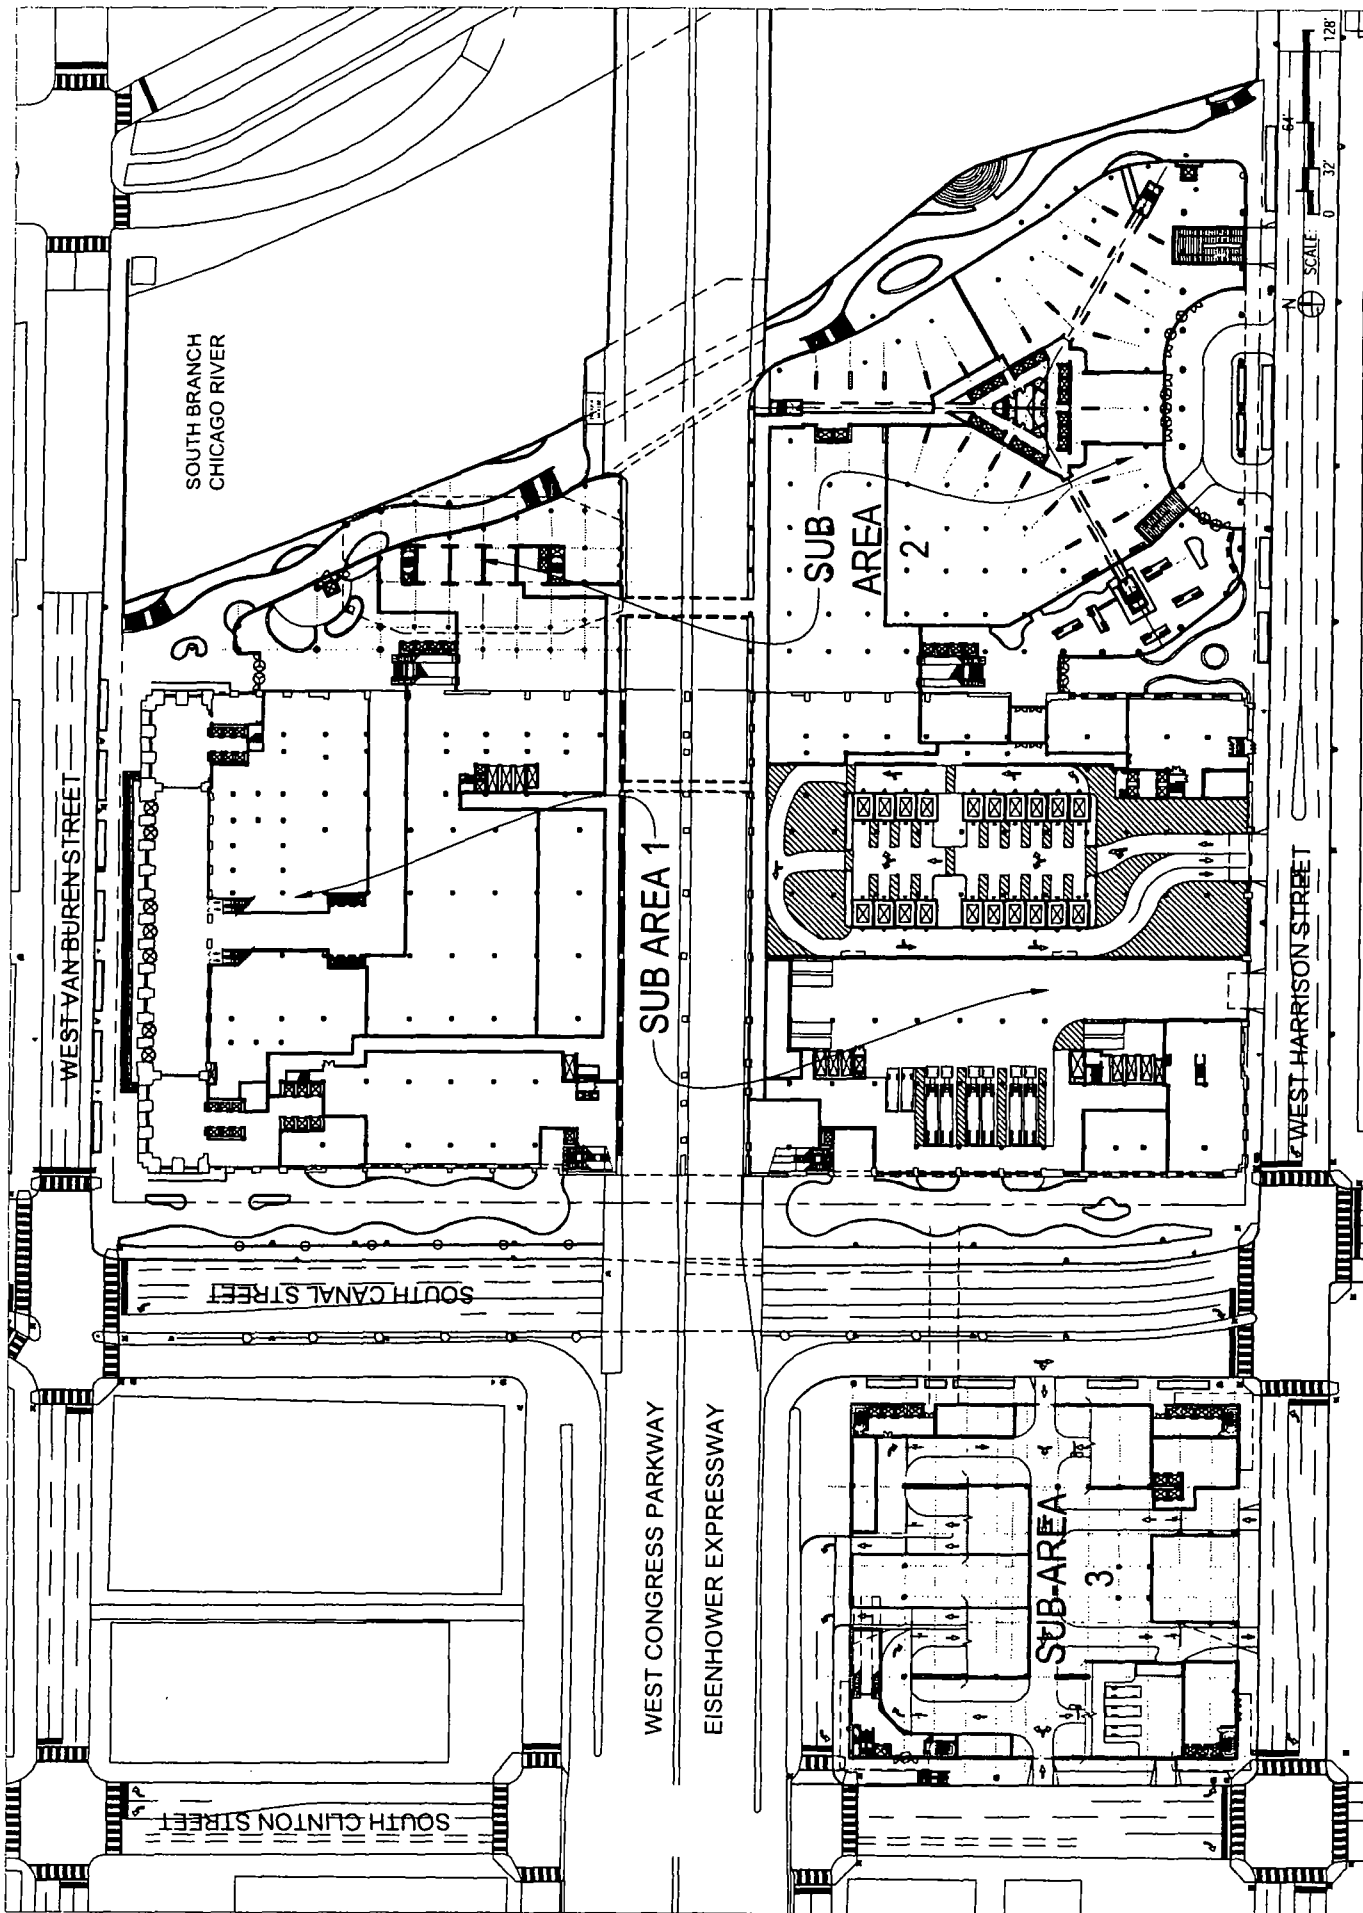 SOUTH BRANCH
CHICAGO RIVER
WEST VAN BUREN STREET
SUB AREA 1
SUB
AREA
2
WEST HARRISON STREET
N
SCALE:
0
32'
64'
128'
SOUTH CANAL STREET
WEST CONGRESS PARKWAY
EISENHOWER EXPRESSWAY
SUB-AREA
3
SOUTH CLINTON STREET